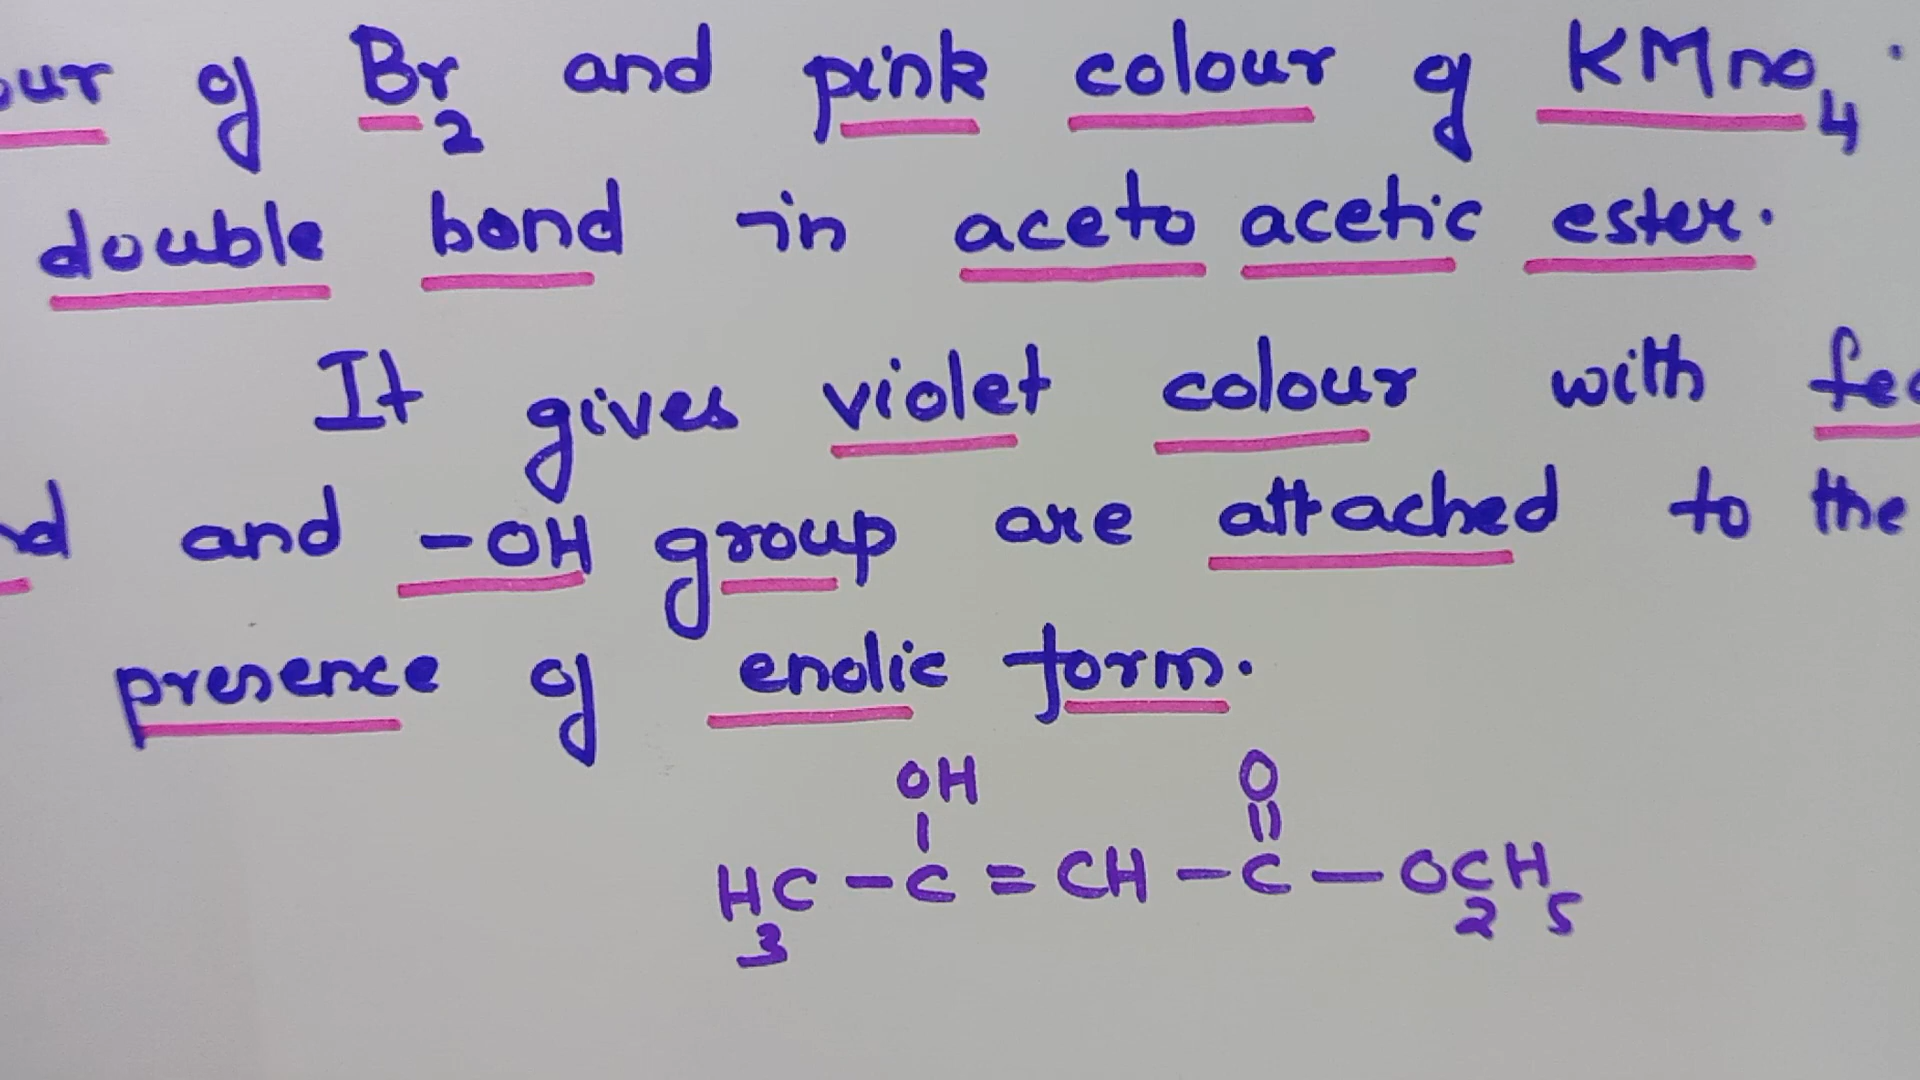 of Br2 and pink colour of KMno4.
double bond in aceto acetic ester.
It gives violet colour with
and -OH group are attached to the
presence of enolic form.
OH O
H3C-C=CH-C-OC2H5